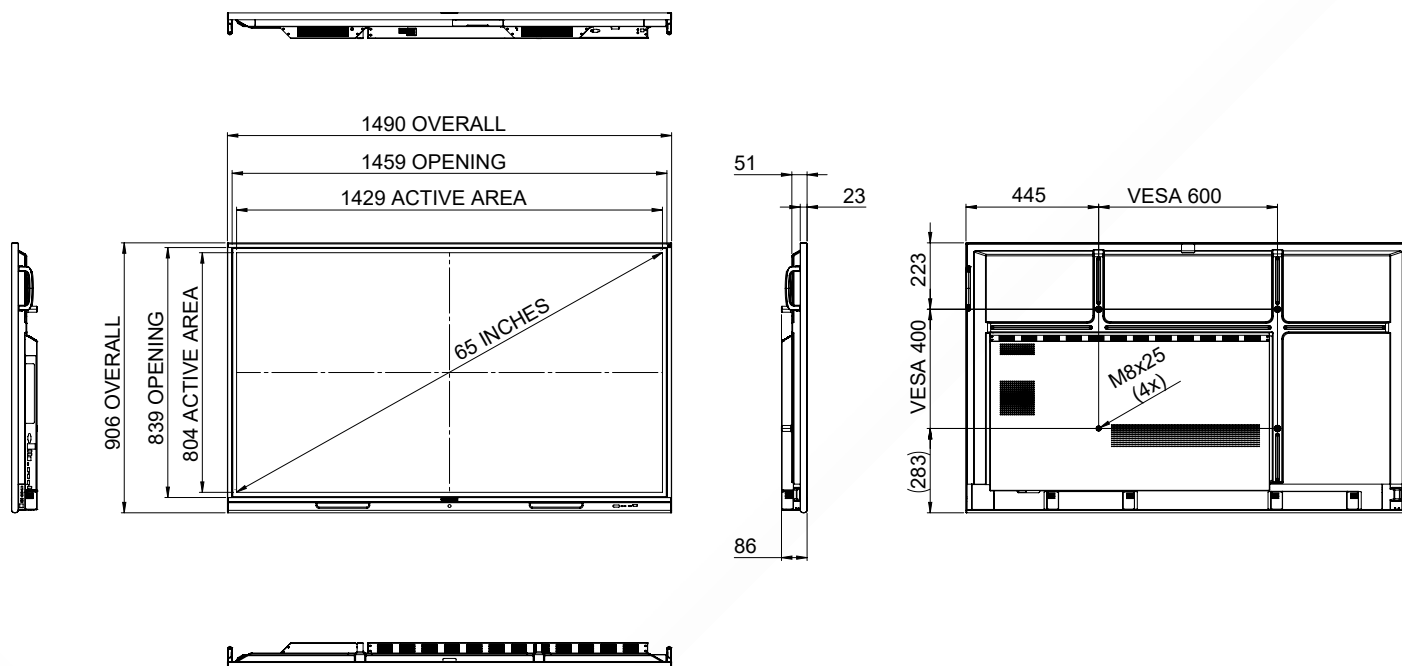 1490 OVERALL
1459 OPENING
1429 ACTIVE AREA
906 OVERALL
839 OPENING
804 ACTIVE AREA
65 INCHES
51
23
86
445
VESA 600
223
VESA 400
(283)
M8x25
(4x)